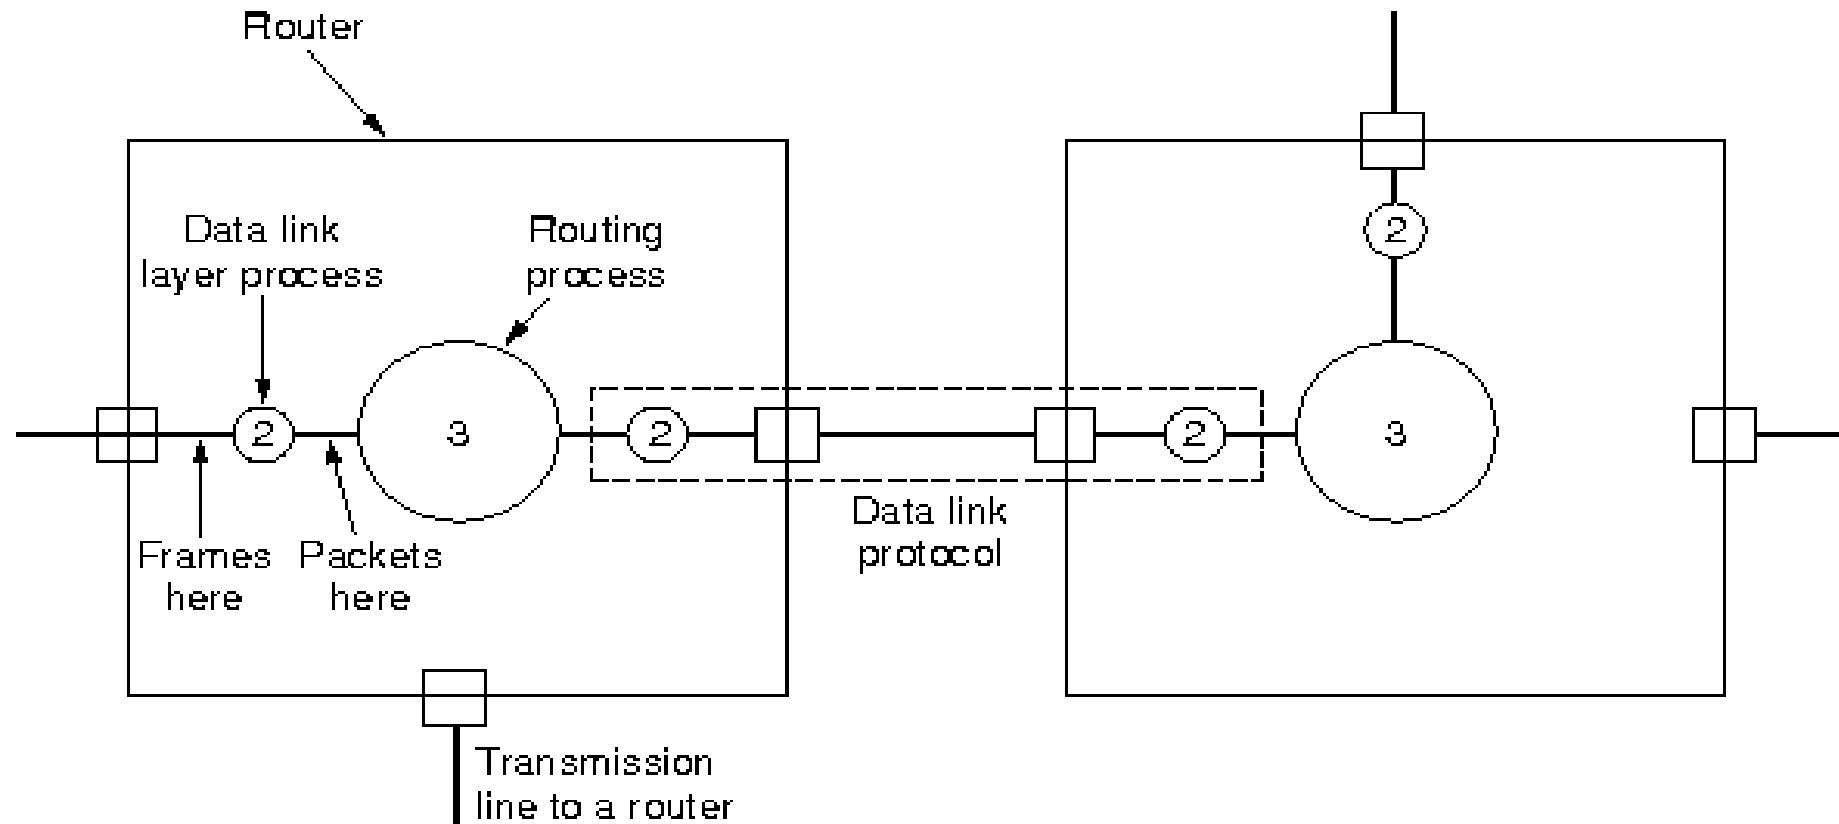 Router
Data link
layer process
Routing
process
2
3
2
2
3
2
Data link
protocol
Frames
here
Packets
here
Transmission
line to a router